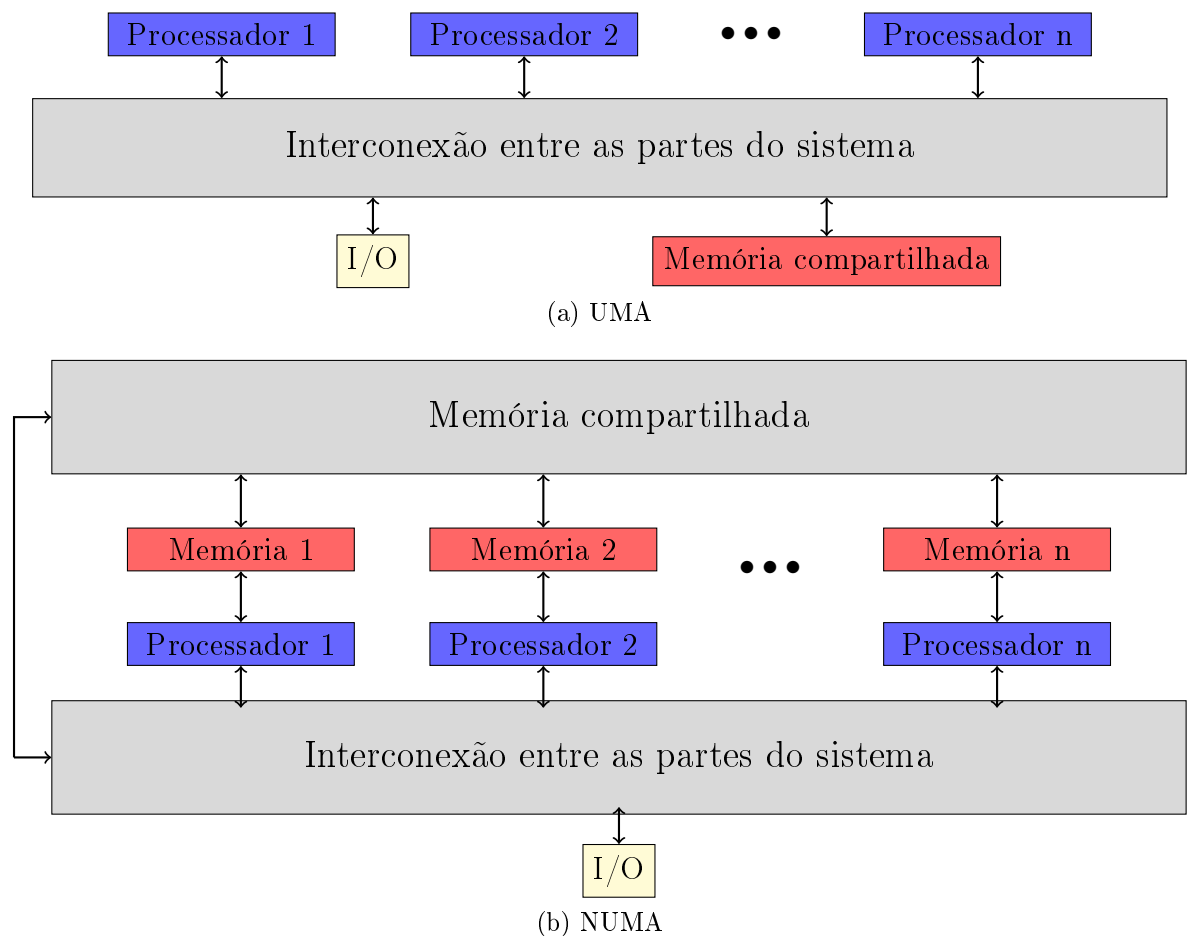 Processador 1
Processador 2
Processador n
Interconexão entre as partes do sistema
I/O
Memória compartilhada
(a) UMA
Memória compartilhada
Memória 1
Memória 2
Memória n
Processador 1
Processador 2
Processador n
Interconexão entre as partes do sistema
I/O
(b) NUMA